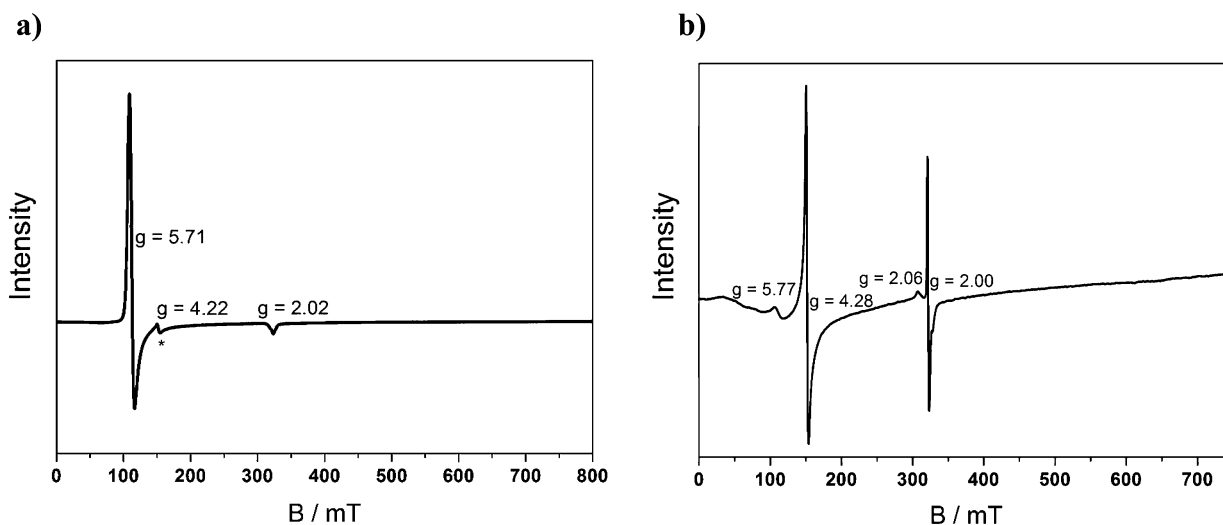 a)
Intensity
g = 5.71
g = 4.22
g = 2.02
*
0 100 200 300 400 500 600 700 800
B / mT
b)
Intensity
g = 5.77
g = 4.28
g = 2.06
g = 2.00
0 100 200 300 400 500 600 700
B / mT